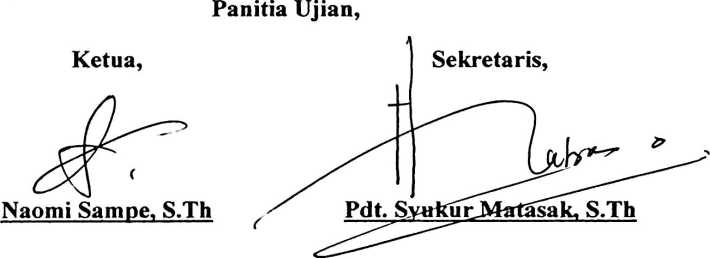 Panitia Ujian,
Ketua, Sekretaris,
Naomi Sampe, S.Th Pdt. Syukur Matasak, S.Th